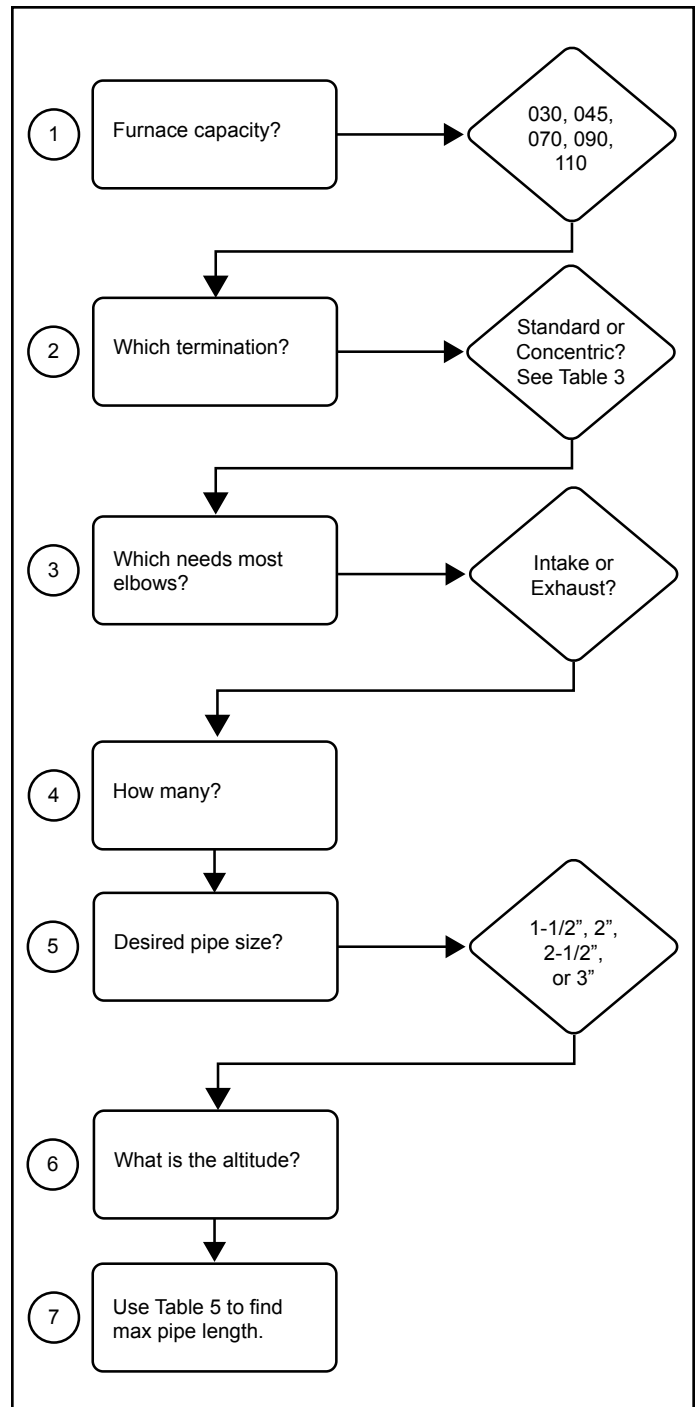 1
Furnace capacity?
030, 045,
070, 090,
110
2
Which termination?
Standard or
Concentric?
See Table 3
3
Which needs most
elbows?
Intake or
Exhaust?
4
How many?
5
Desired pipe size?
1-1/2”, 2”,
2-1/2”,
or 3”
6
What is the altitude?
7
Use Table 5 to find
max pipe length.